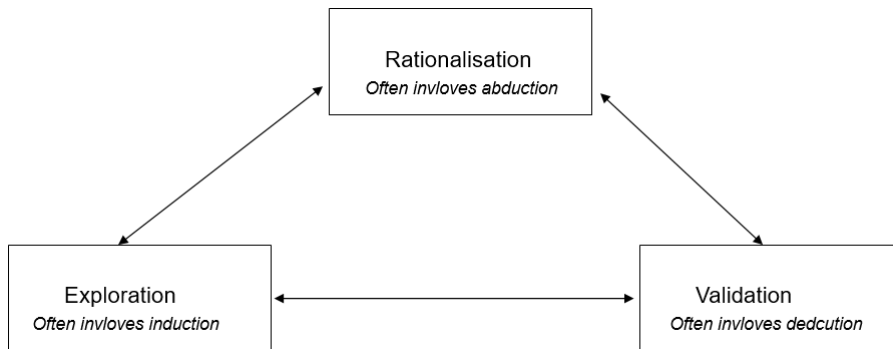 Rationalisation
Often invloves abduction
Exploration
Often invloves induction
Validation
Often invloves dedcution